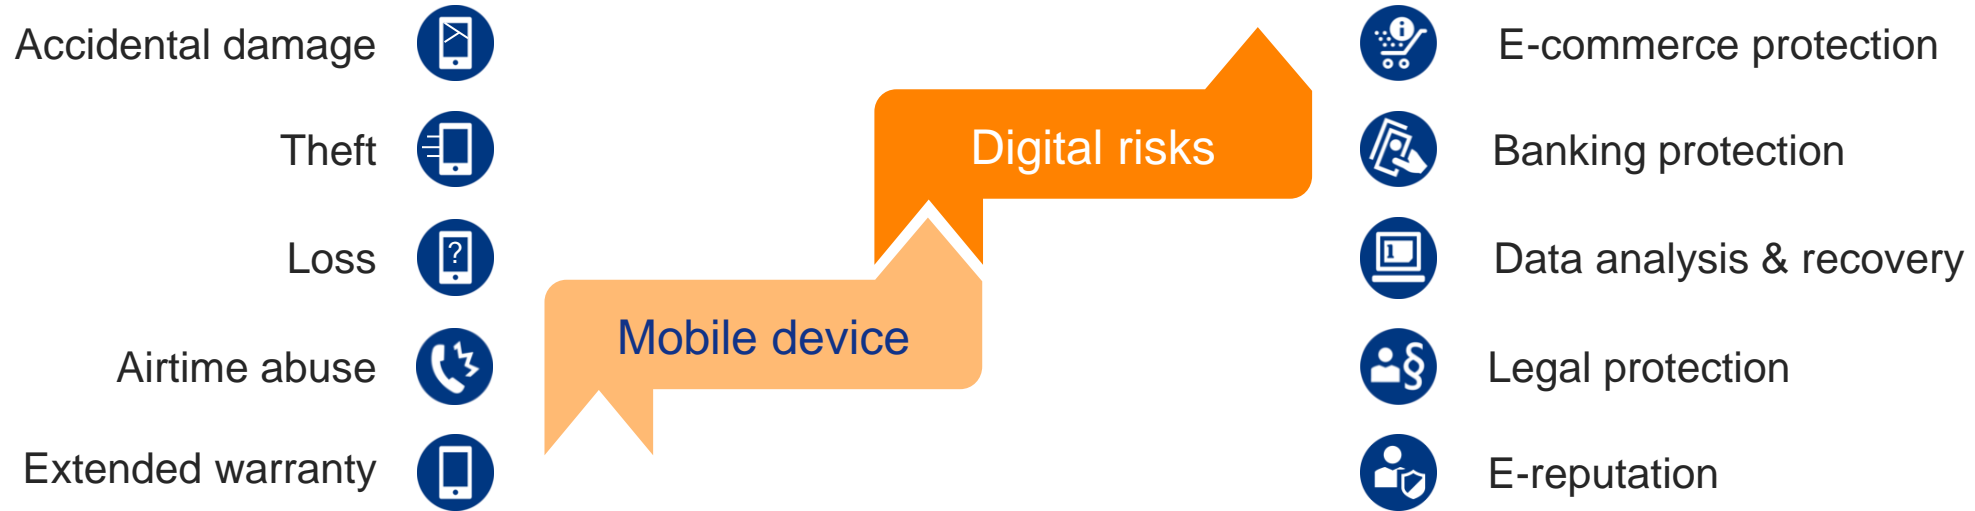 Accidental damage
Theft
Loss
?
Airtime abuse
Extended warranty
Mobile device
Digital risks
E-commerce protection
Banking protection
Data analysis & recovery
Legal protection
§
E-reputation